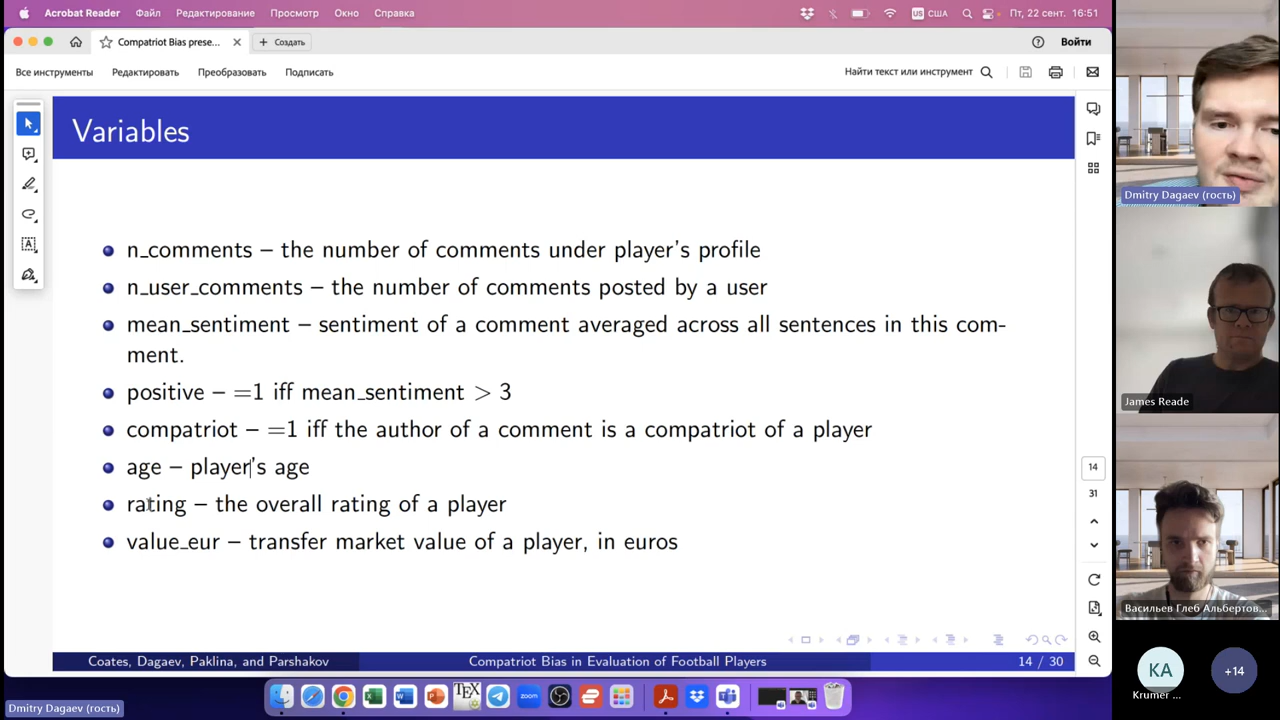 Acrobat Reader Файл Редактирование Просмотр Окно Справка США Пт, 22 сент. 16:51
Compatriot Bias prese... Создать Войти
Все инструменты Редактировать Преобразовать Подписать Найти текст или инструмент
Variables
n_comments – the number of comments under player's profile
n_user_comments – the number of comments posted by a user
mean_sentiment – sentiment of a comment averaged across all sentences in this com-
ment.
positive – =1 iff mean_sentiment > 3
compatriot – =1 iff the author of a comment is a compatriot of a player
age – player's age
rating – the overall rating of a player
value_eur – transfer market value of a player, in euros
14
31
Coates, Dagaev, Paklina, and Parshakov Compatriot Bias in Evaluation of Football Players 14 / 30
TEX zoom
Dmitry Dagaev (гость)
Dmitry Dagaev (гость)
James Reade
Васильев Глеб Альбертов...
KA +14
Krumer ...